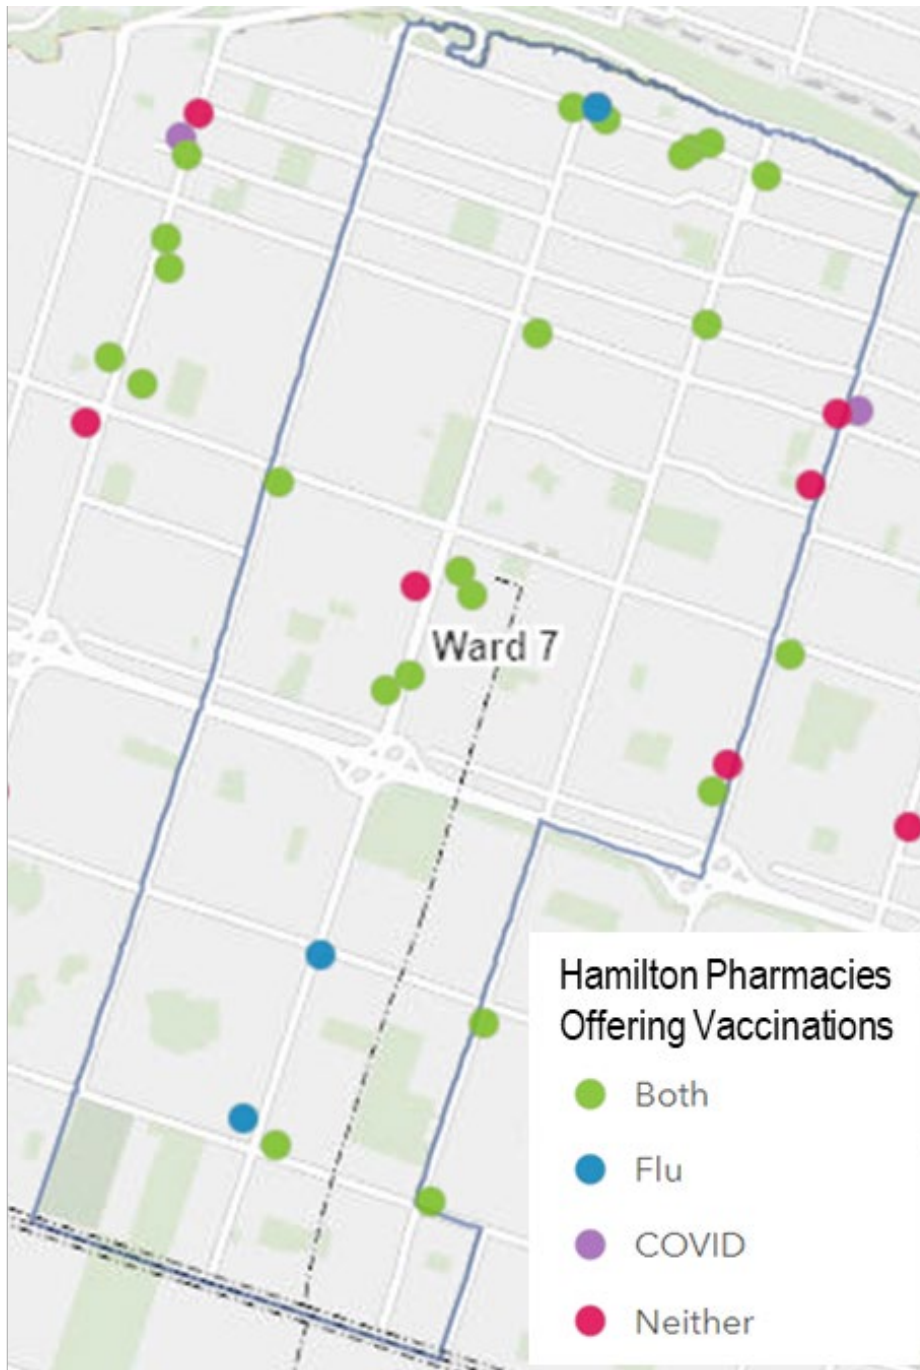 Ward 7
Hamilton Pharmacies
Offering Vaccinations
Both
Flu
COVID
Neither